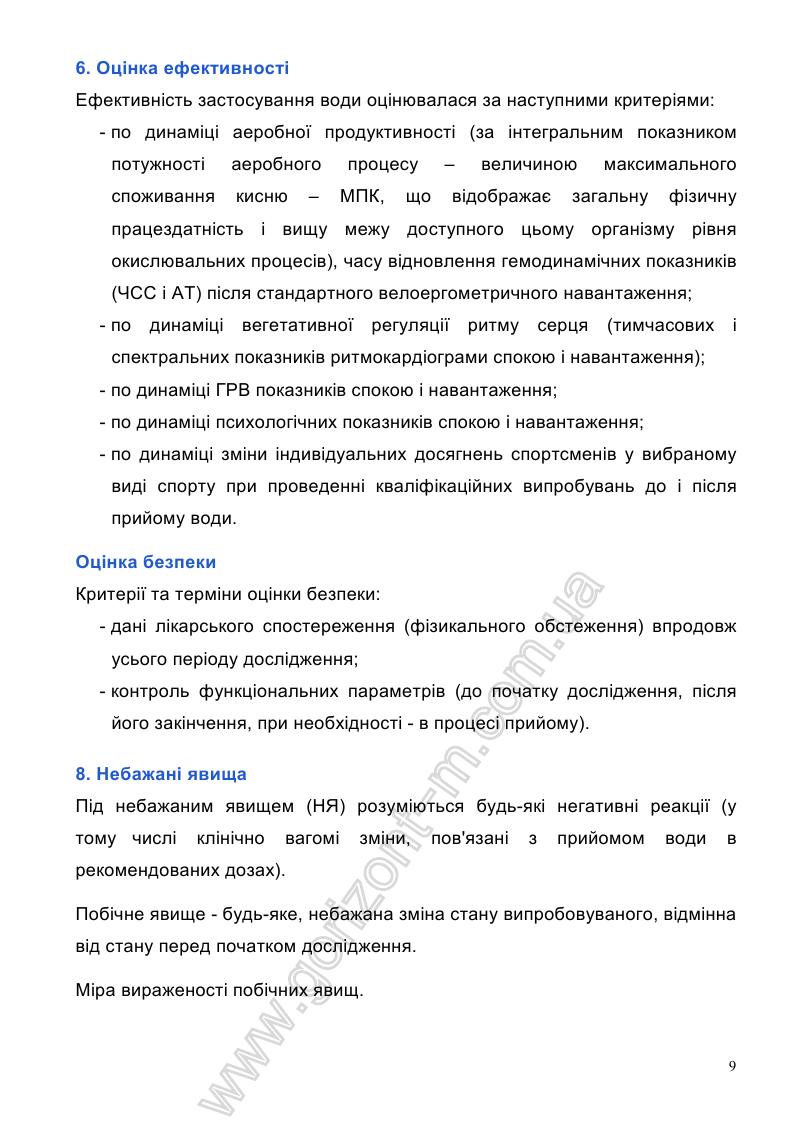 6. Оцінка ефективності
Ефективність застосування води оцінювалася за наступними критеріями:
- по динаміці аеробної продуктивності (за інтегральним показником
потужності аеробного процесу – величиною максимального
споживання кисню – МПК, що відображає загальну фізичну
працездатність і вищу межу доступного цьому організму рівня
окислювальних процесів), часу відновлення гемодинамічних показників
(ЧСС і АТ) після стандартного велоергометричного навантаження;
- по динаміці вегетативної регуляції ритму серця (тимчасових і
спектральних показників ритмокардіограми спокою і навантаження);
- по динаміці ГРВ показників спокою і навантаження;
- по динаміці психологічних показників спокою і навантаження;
- по динаміці зміни індивідуальних досягнень спортсменів у вибраному
виді спорту при проведенні кваліфікаційних випробувань до і після
прийому води.
Оцінка безпеки
Критерії та терміни оцінки безпеки:
- дані лікарського спостереження (фізикального обстеження) впродовж
усього періоду дослідження;
- контроль функціональних параметрів (до початку дослідження, після
його закінчення, при необхідності - в процесі прийому).
8. Небажані явища
Під небажаним явищем (НЯ) розуміються будь-які негативні реакції (у
тому числі клінічно вагомі зміни, пов'язані з прийомом води в
рекомендованих дозах).
Побічне явище - будь-яке, небажана зміна стану випробовуваного, відмінна
від стану перед початком дослідження.
Міра вираженості побічних явищ.
9
www.gorizont-m.com.ua